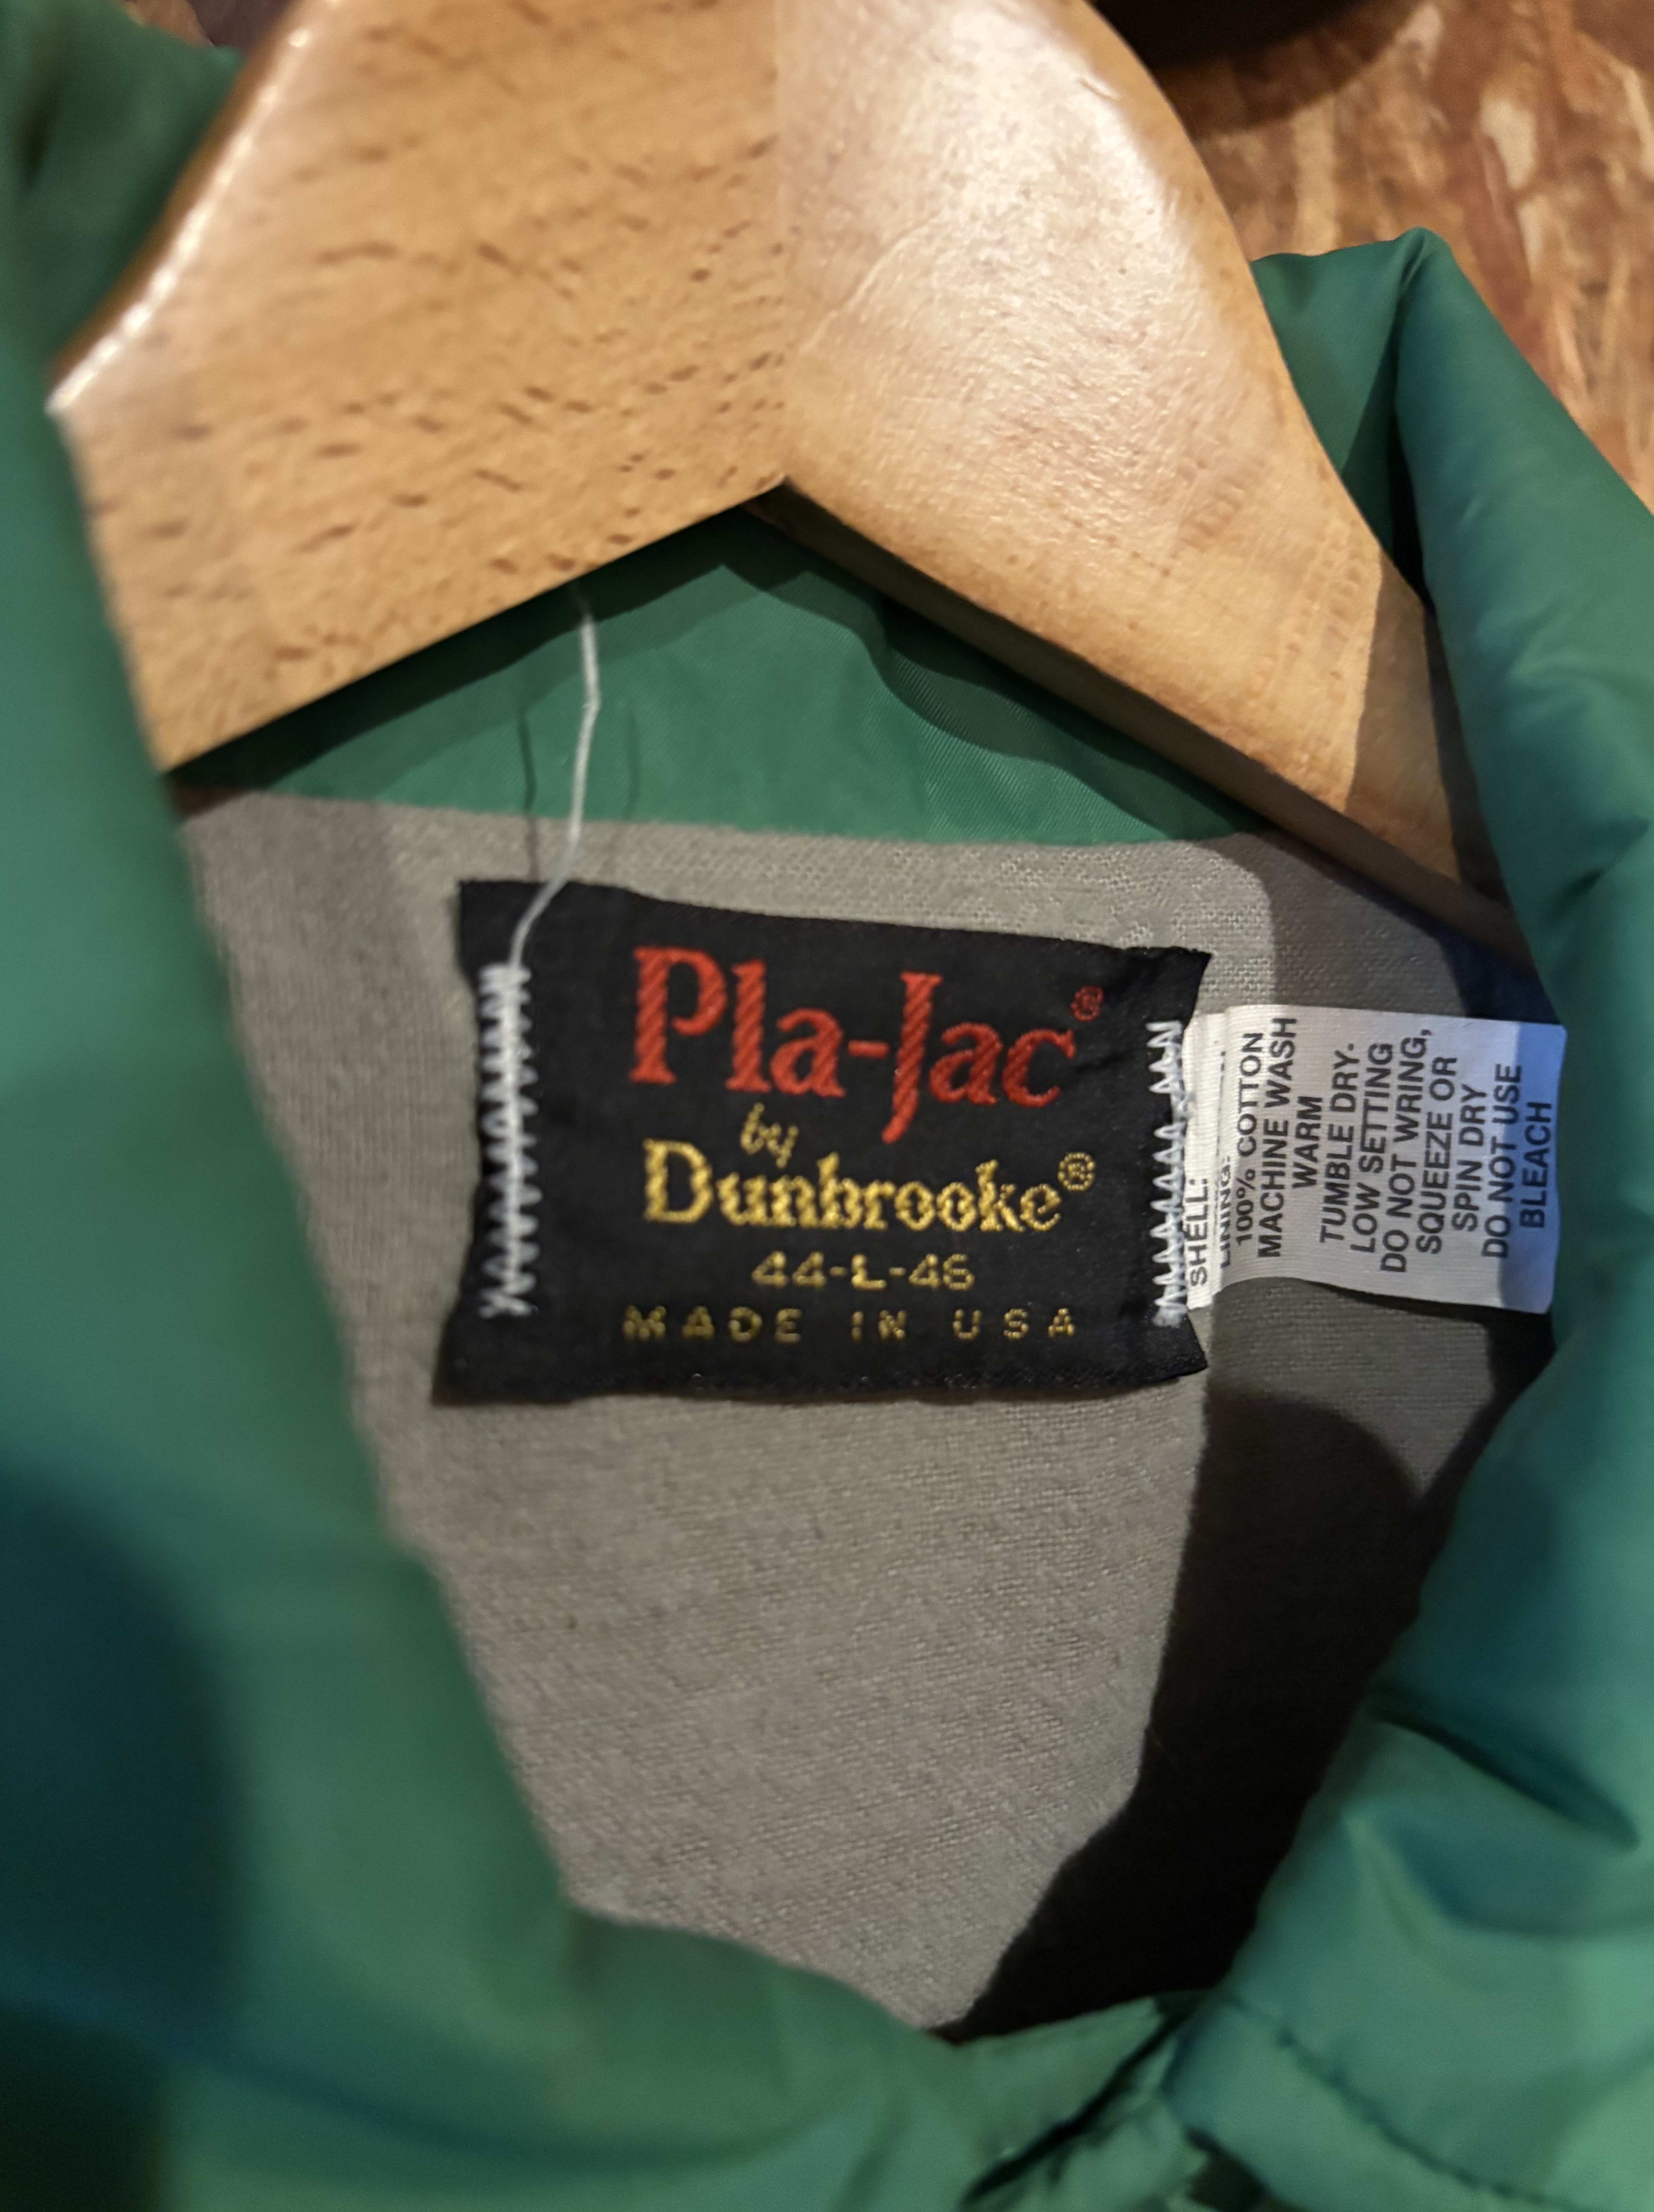 Pla-Jac®
by
Dunbrooke®
44-L-46
MADE IN USA
SHELL:
LINING:
100% COTTON
MACHINE WASH
WARM
TUMBLE DRY-
LOW SETTING
DO NOT WRING,
SQUEEZE OR
SPIN DRY
DO NOT USE
BLEACH